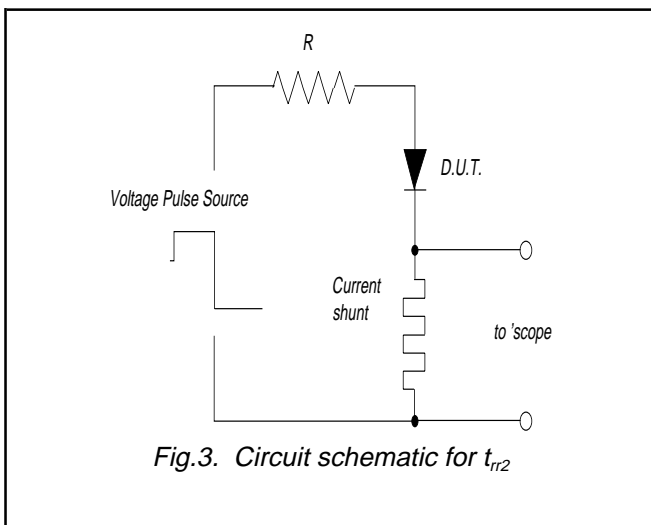 R
D.U.T.
Voltage Pulse Source
Current
shunt
to 'scope
Fig.3. Circuit schematic for trr2